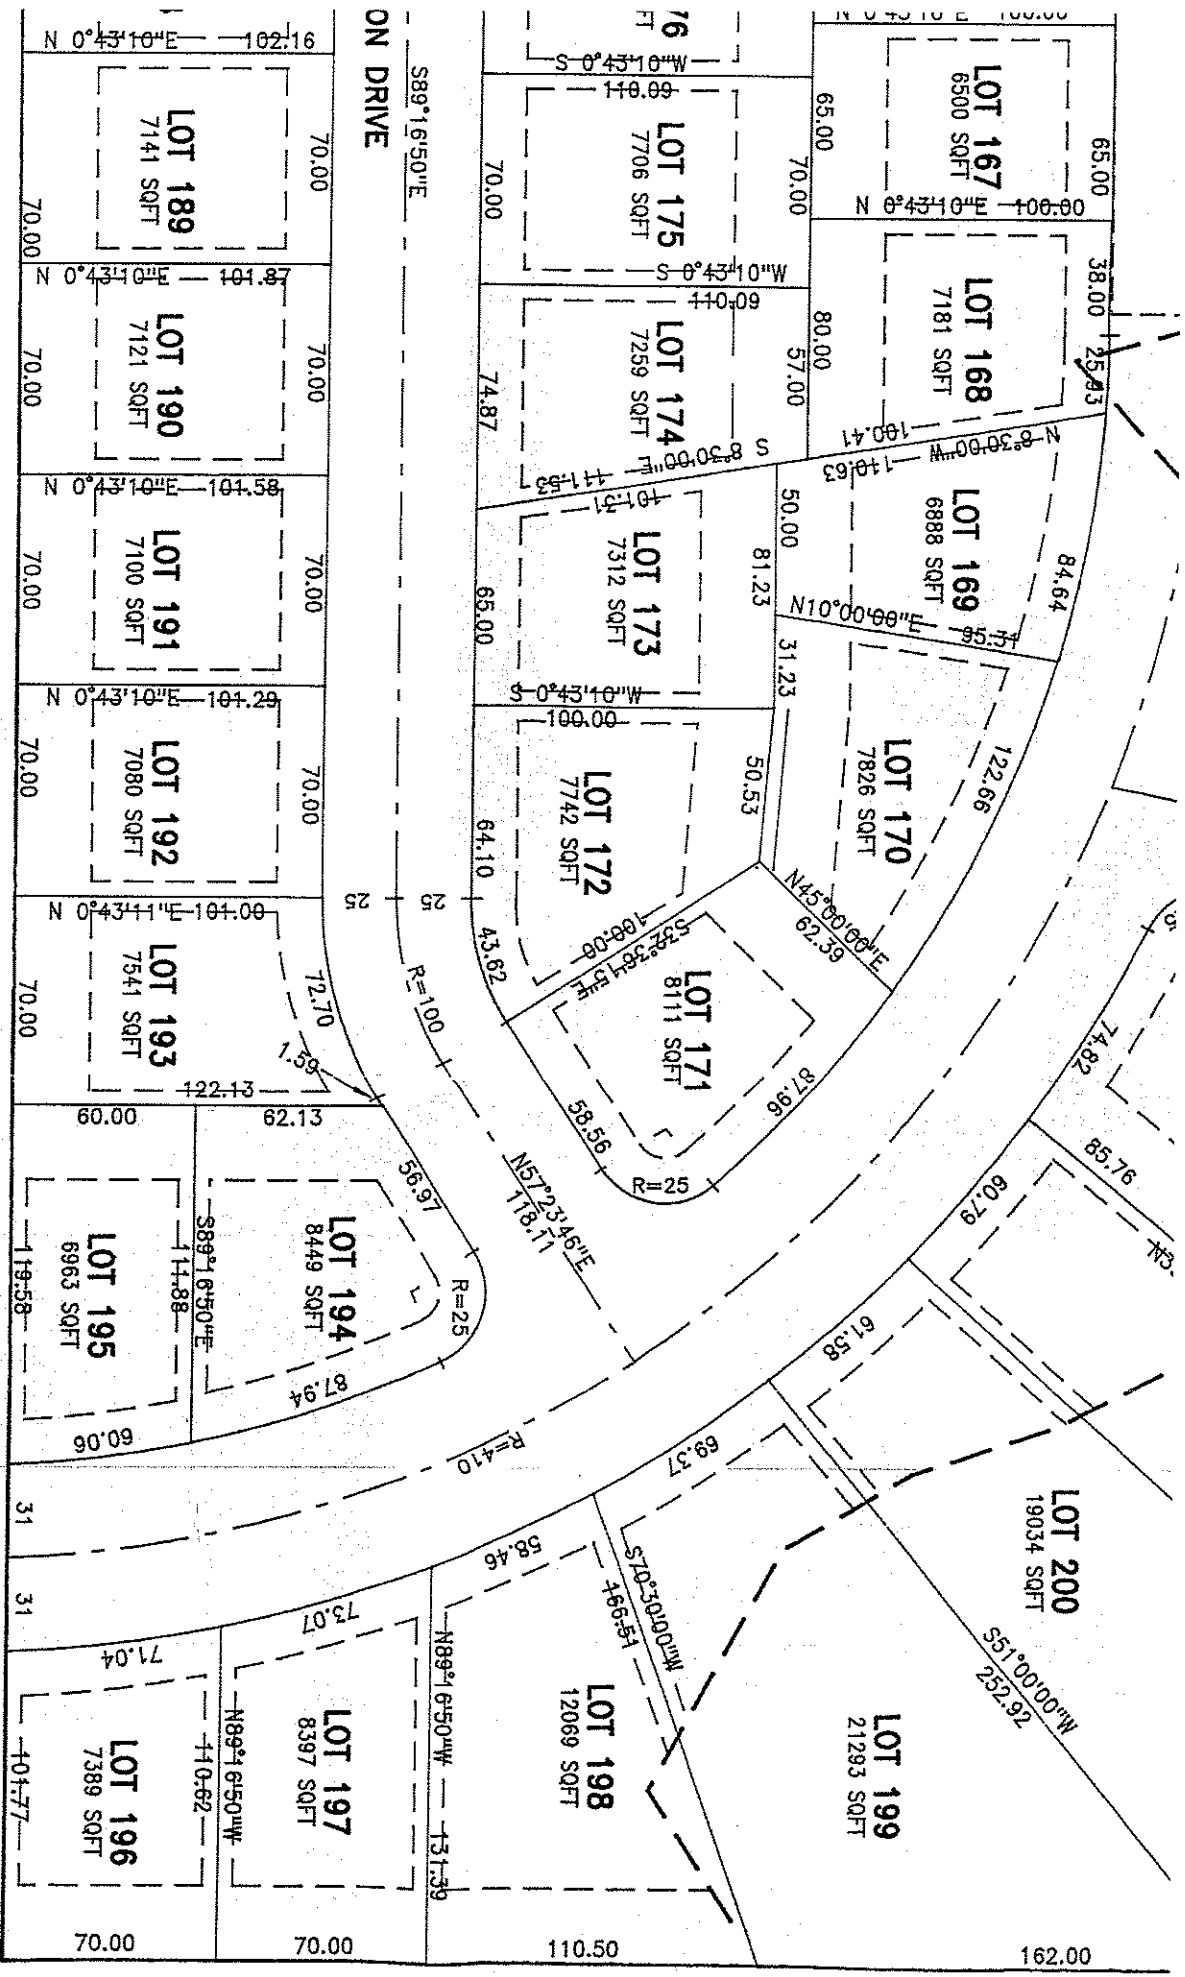 N 0°43'10"E 102.16
ON DRIVE
S89°16'50"E
76
FT
S 0°43'10"W
110.09
N 0°43'10"E 100.00
LOT 167
6500 SQFT
65.00
65.00
N 0°43'10"E 100.00
LOT 189
7141 SQFT
70.00
70.00
LOT 175
7706 SQFT
70.00
70.00
S 0°43'10"W
110.09
LOT 168
7181 SQFT
38.00
25.93
80.00
N 0°43'10"E 101.87
LOT 190
7121 SQFT
70.00
70.00
LOT 174
7259 SQFT
74.87
57.00
S 8°30'00"E
111.53
101.31
100.41
N 8°30'00"W
110.63
N 0°43'10"E 101.58
LOT 191
7100 SQFT
70.00
70.00
LOT 173
7312 SQFT
65.00
50.00
81.23
LOT 169
6888 SQFT
84.64
N10°00'00"E 95.31
31.23
S 0°43'10"W
100.00
N 0°43'10"E 101.29
LOT 192
7080 SQFT
70.00
70.00
LOT 172
7742 SQFT
64.10
50.53
LOT 170
7826 SQFT
122.66
N 0°43'11"E 101.00
25
25
43.62
100.00
S32°36'15"E
N45°00'00"E
62.39
LOT 193
7541 SQFT
70.00
72.70
R=100
LOT 171
8111 SQFT
87.96
58.56
R=25
74.82
1.59
122.13
60.00
62.13
56.97
N57°23'46"E
118.11
85.76
60.79
N3
LOT 195
6963 SQFT
119.58
111.88
S89°16'50"E
LOT 194
8449 SQFT
R=25
87.94
60.06
61.58
69.37
R=410
31
31
58.46
73.07
71.04
LOT 200
19034 SQFT
S70°30'00"W
166.51
S51°00'00"W
252.92
LOT 196
7389 SQFT
101.77
110.62
N89°16'50"W
LOT 197
8397 SQFT
N89°16'50"W 131.39
LOT 198
12069 SQFT
LOT 199
21293 SQFT
70.00
70.00
110.50
162.00